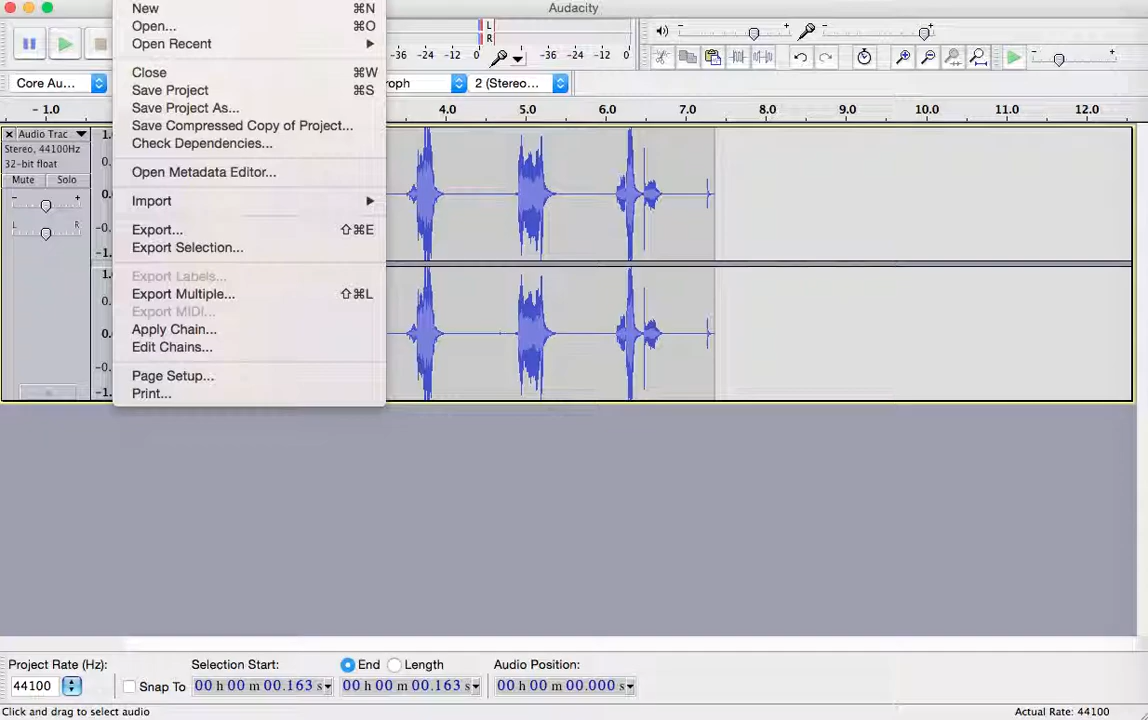 Audacity
New ⌘N
Open... ⌘O
Open Recent
Close ⌘W
Save Project ⌘S
Save Project As...
Save Compressed Copy of Project...
Check Dependencies...
Open Metadata Editor...
Import
Export... ⇧⌘E
Export Selection...
Export Labels...
Export Multiple... ⇧⌘L
Export MIDI...
Apply Chain...
Edit Chains...
Page Setup...
Print...
L
R
-36 -24 -12 0
-36 -24 -12 0
Core Au...
roph
2 (Stereo...
- 1.0
4.0 5.0 6.0 7.0 8.0 9.0 10.0 11.0 12.0
Audio Trac
Stereo, 44100Hz
32-bit float
Mute Solo
- +
L R
Project Rate (Hz):
44100
Snap To
Selection Start:
00 h 00 m 00.163 s
End Length
00 h 00 m 00.163 s
Audio Position:
00 h 00 m 00.000 s
Click and drag to select audio
Actual Rate: 44100